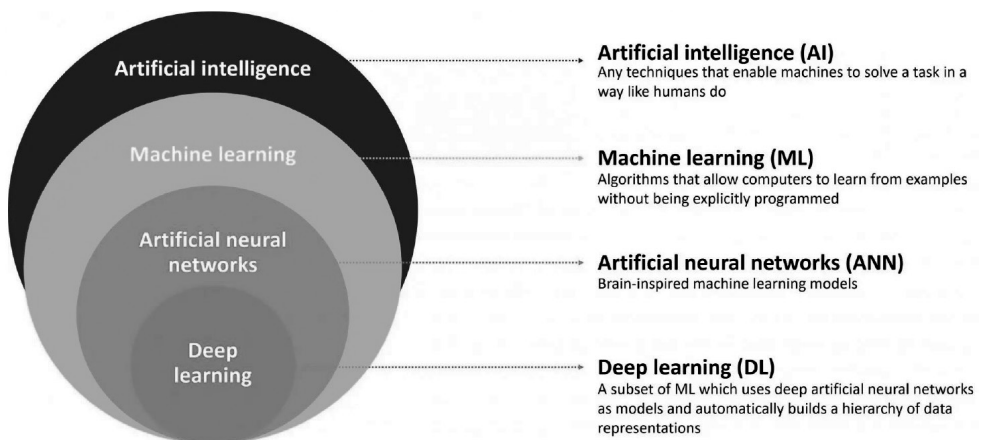 Artificial intelligence
Machine learning
Artificial neural
networks
Deep
learning
Artificial intelligence (AI)
Any techniques that enable machines to solve a task in a
way like humans do
Machine learning (ML)
Algorithms that allow computers to learn from examples
without being explicitly programmed
Artificial neural networks (ANN)
Brain-inspired machine learning models
Deep learning (DL)
A subset of ML which uses deep artificial neural networks
as models and automatically builds a hierarchy of data
representations